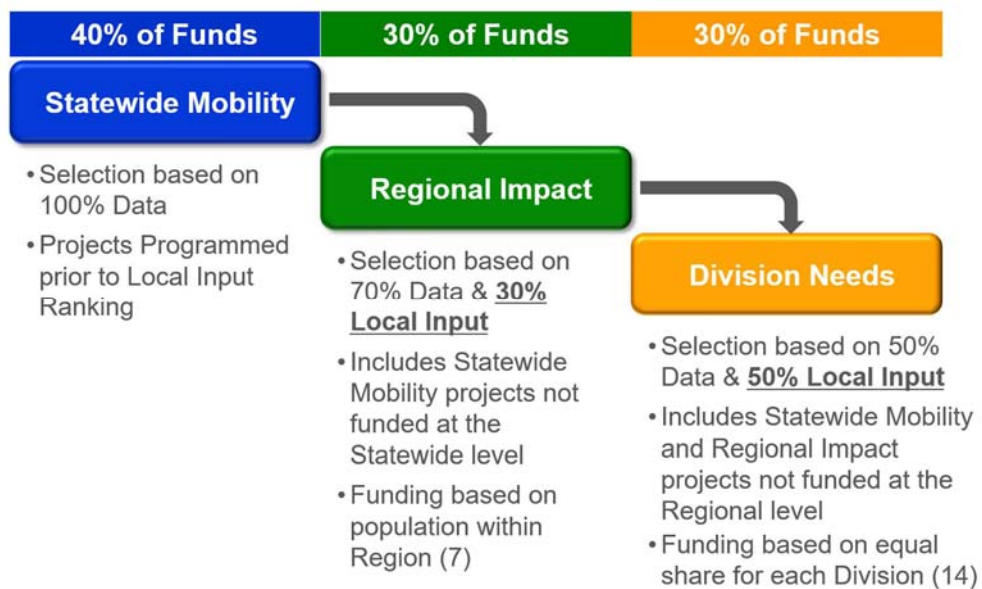 40% of Funds
30% of Funds
30% of Funds
Statewide Mobility
• Selection based on
100% Data
• Projects Programmed
prior to Local Input
Ranking
Regional Impact
• Selection based on
70% Data & 30%
Local Input
• Includes Statewide
Mobility projects not
funded at the
Statewide level
• Funding based on
population within
Region (7)
Division Needs
• Selection based on 50%
Data & 50% Local Input
• Includes Statewide Mobility
and Regional Impact
projects not funded at the
Regional level
• Funding based on equal
share for each Division (14)